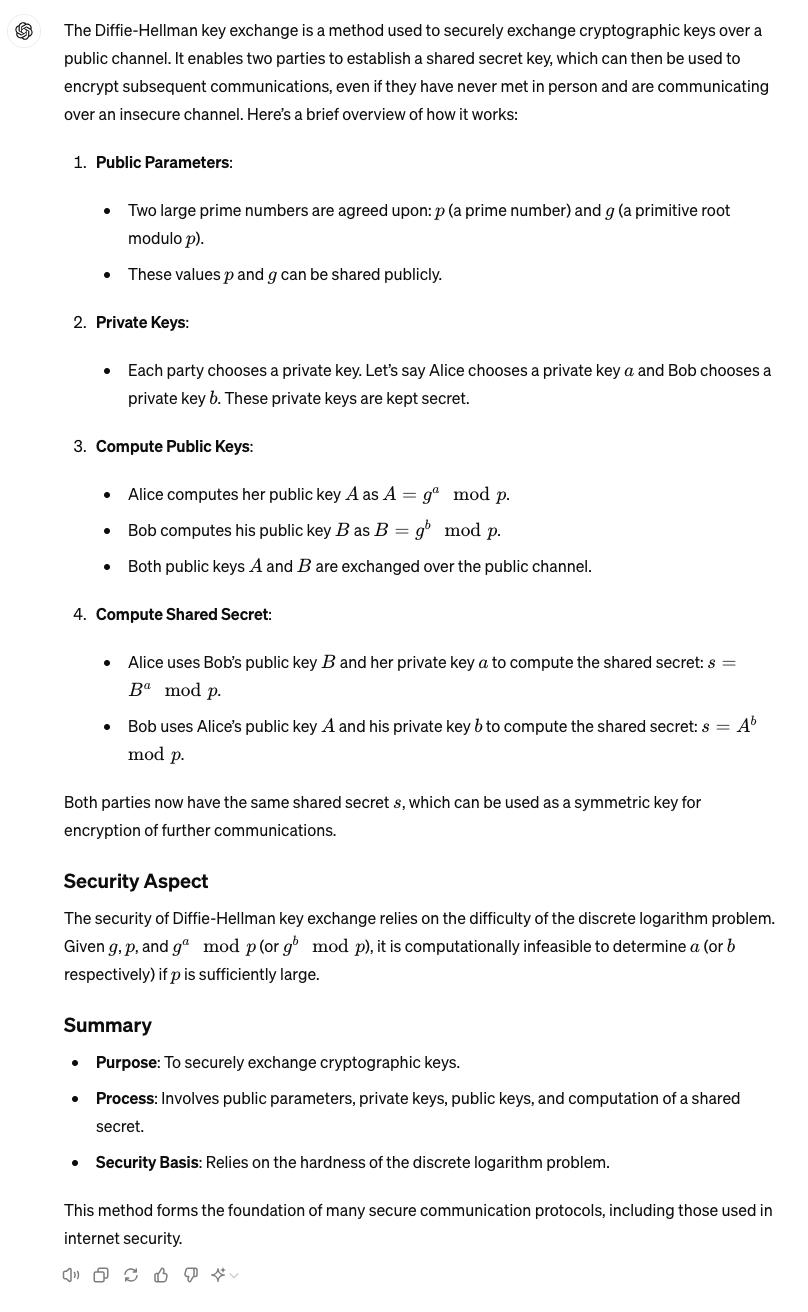 The Diffie-Hellman key exchange is a method used to securely exchange cryptographic keys over a
public channel. It enables two parties to establish a shared secret key, which can then be used to
encrypt subsequent communications, even if they have never met in person and are communicating
over an insecure channel. Here's a brief overview of how it works:
1. Public Parameters:
• Two large prime numbers are agreed upon: p (a prime number) and g (a primitive root
modulo p).
• These values p and g can be shared publicly.
2. Private Keys:
• Each party chooses a private key. Let's say Alice chooses a private key a and Bob chooses a
private key b. These private keys are kept secret.
3. Compute Public Keys:
• Alice computes her public key A as A = gᵃ mod p.
• Bob computes his public key B as B = gᵇ mod p.
• Both public keys A and B are exchanged over the public channel.
4. Compute Shared Secret:
• Alice uses Bob's public key B and her private key a to compute the shared secret: s =
Bᵃ mod p.
• Bob uses Alice's public key A and his private key b to compute the shared secret: s = Aᵇ
mod p.
Both parties now have the same shared secret s, which can be used as a symmetric key for
encryption of further communications.
Security Aspect
The security of Diffie-Hellman key exchange relies on the difficulty of the discrete logarithm problem.
Given g, p, and gᵃ mod p (or gᵇ mod p), it is computationally infeasible to determine a (or b
respectively) if p is sufficiently large.
Summary
• Purpose: To securely exchange cryptographic keys.
• Process: Involves public parameters, private keys, public keys, and computation of a shared
secret.
• Security Basis: Relies on the hardness of the discrete logarithm problem.
This method forms the foundation of many secure communication protocols, including those used in
internet security.